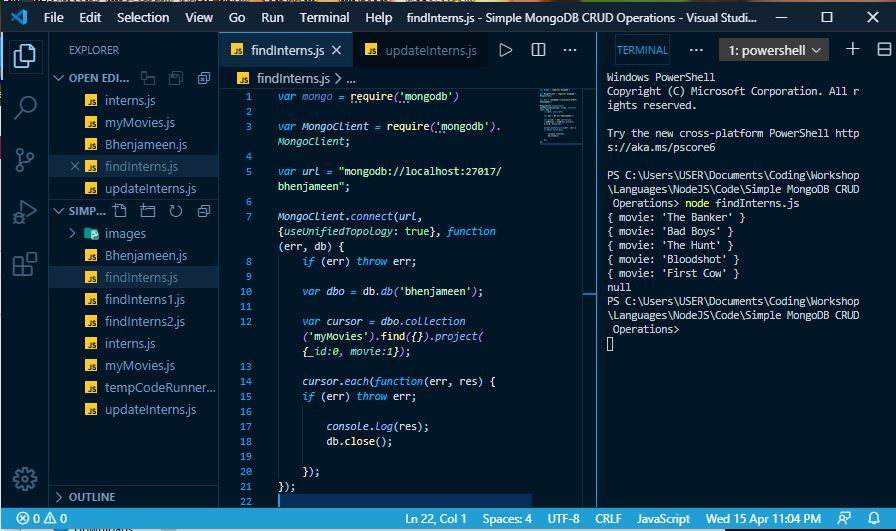 File Edit Selection View Go Run Terminal Help findInterns.js - Simple MongoDB CRUD Operations - Visual Studi...
EXPLORER
OPEN EDI...
interns.js
myMovies.js
Bhenjameen.js
findInterns.js
updateInterns.js
SIMP...
images
Bhenjameen.js
findInterns.js
findInterns1.js
findInterns2.js
interns.js
myMovies.js
tempCodeRunner...
updateInterns.js
OUTLINE
findInterns.js
updateInterns.js
findInterns.js > ...
1 var mongo = require('mongodb')
2
3 var MongoClient = require('mongodb').
MongoClient;
4
5 var url = "mongodb://localhost:27017/
bhenjameen";
6
7 MongoClient.connect(url,
{useUnifiedTopology: true}, function
(err, db) {
8 if (err) throw err;
9
10 var dbo = db.db('bhenjameen');
11
12 var cursor = dbo.collection
('myMovies').find({}).project(
{_id:0, movie:1});
13
14 cursor.each(function(err, res) {
15 if (err) throw err;
16
17 console.log(res);
18 db.close();
19
20 });
21 });
22
TERMINAL ... 1: powershell
Windows PowerShell
Copyright (C) Microsoft Corporation. All r
ights reserved.
Try the new cross-platform PowerShell http
s://aka.ms/pscore6
PS C:\Users\USER\Documents\Coding\Workshop
\Languages\NodeJS\Code\Simple MongoDB CRUD
Operations> node findInterns.js
{ movie: 'The Banker' }
{ movie: 'Bad Boys' }
{ movie: 'The Hunt' }
{ movie: 'Bloodshot' }
{ movie: 'First Cow' }
null
PS C:\Users\USER\Documents\Coding\Workshop
\Languages\NodeJS\Code\Simple MongoDB CRUD
Operations>
0 0 Ln 22, Col 1 Spaces: 4 UTF-8 CRLF JavaScript Wed 15 Apr 11:04 PM